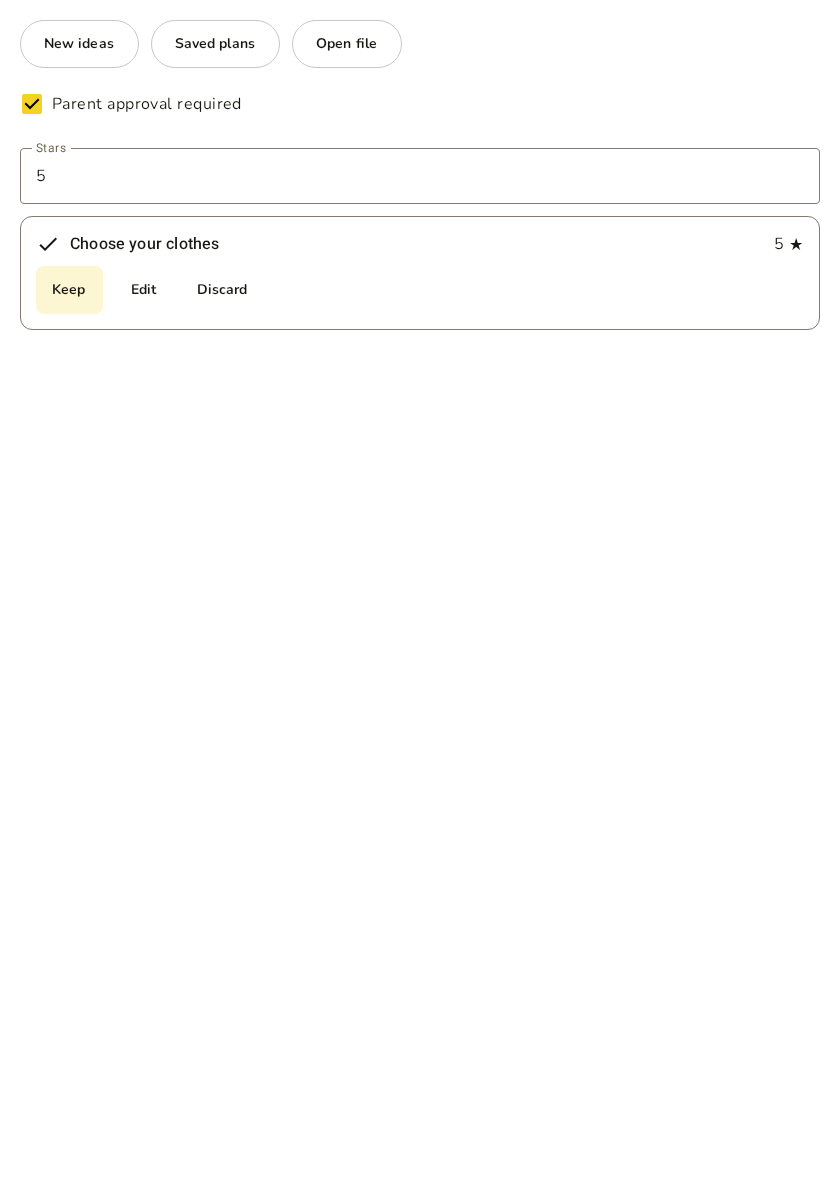 New ideas Saved plans Open file
Parent approval required
Stars
5
Choose your clothes 5 ★
Keep Edit Discard